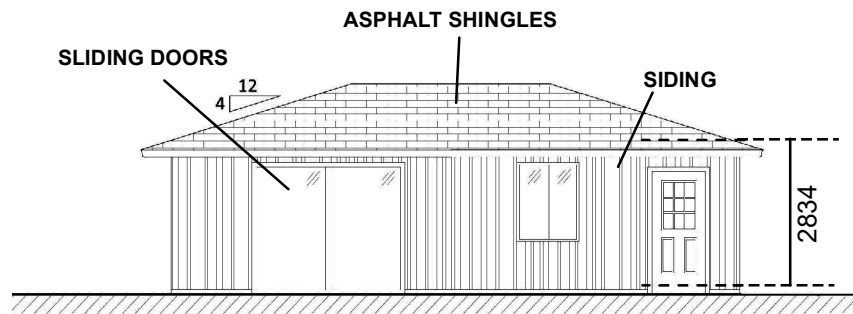 ASPHALT SHINGLES
SLIDING DOORS
12
4
SIDING
2834